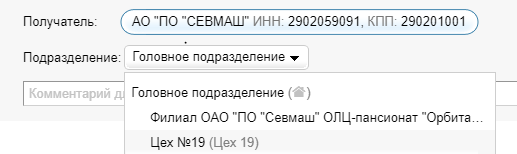 Получатель: АО "ПО "СЕВМАШ" ИНН: 2902059091, КПП: 290201001
Подразделение: Головное подразделение
Комментарий дл
Головное подразделение ()
Филиал ОАО "ПО "Севмаш" ОЛЦ-пансионат "Орбита...
Цех №19 (Цех 19)